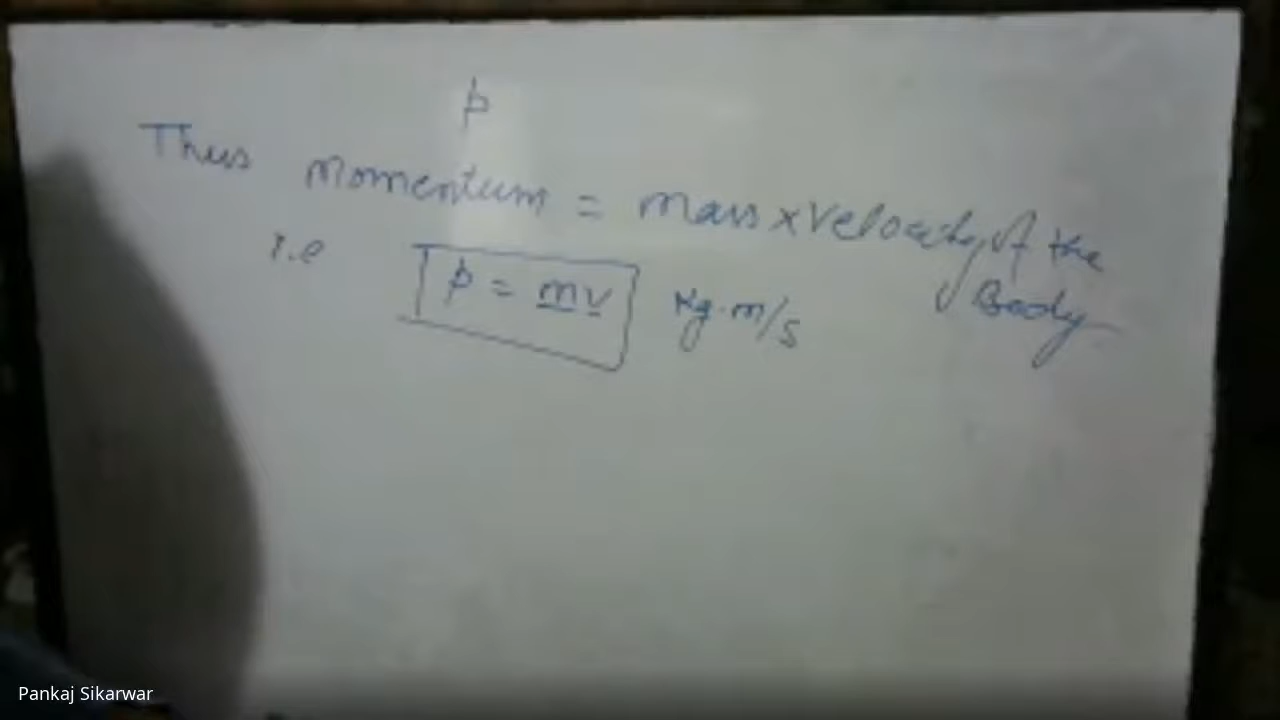 p
Thus momentum = mass x velocity of the
Body
i.e p = mv Kg.m/s
Pankaj Sikarwar